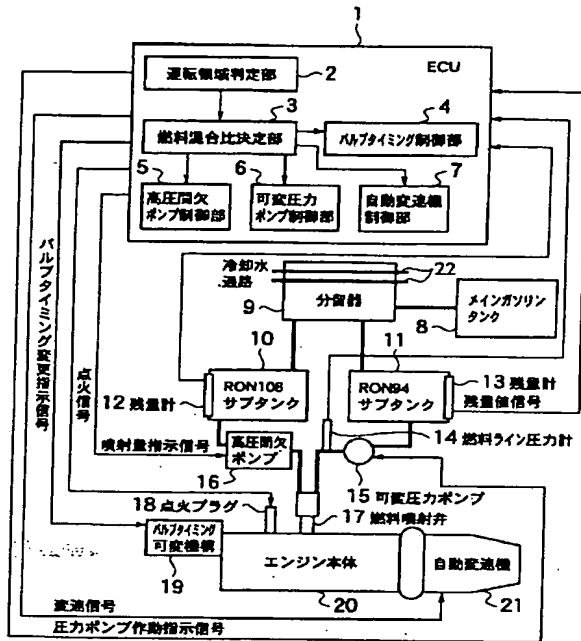 1
ECU
運転領域判定部
2
3
4
燃料混合比決定部
バルブタイミング制御部
5
6
7
高圧間欠
ポンプ制御部
可変圧力
ポンプ制御部
自動変速機
制御部
バルブタイミング変更指示信号
点火信号
冷却水
通路
22
分留器
9
メインガソリン
タンク
8
10
11
RON106
サブタンク
RON94
サブタンク
12 残量計
13 残量計
残量値信号
噴射量指示信号
高圧間欠
ポンプ
16
14 燃料ライン圧力計
15 可変圧力ポンプ
17 燃料噴射弁
18 点火プラグ
バルブタイミング
可変機構
19
エンジン本体
自動変速機
20
21
変速信号
圧力ポンプ作動指示信号